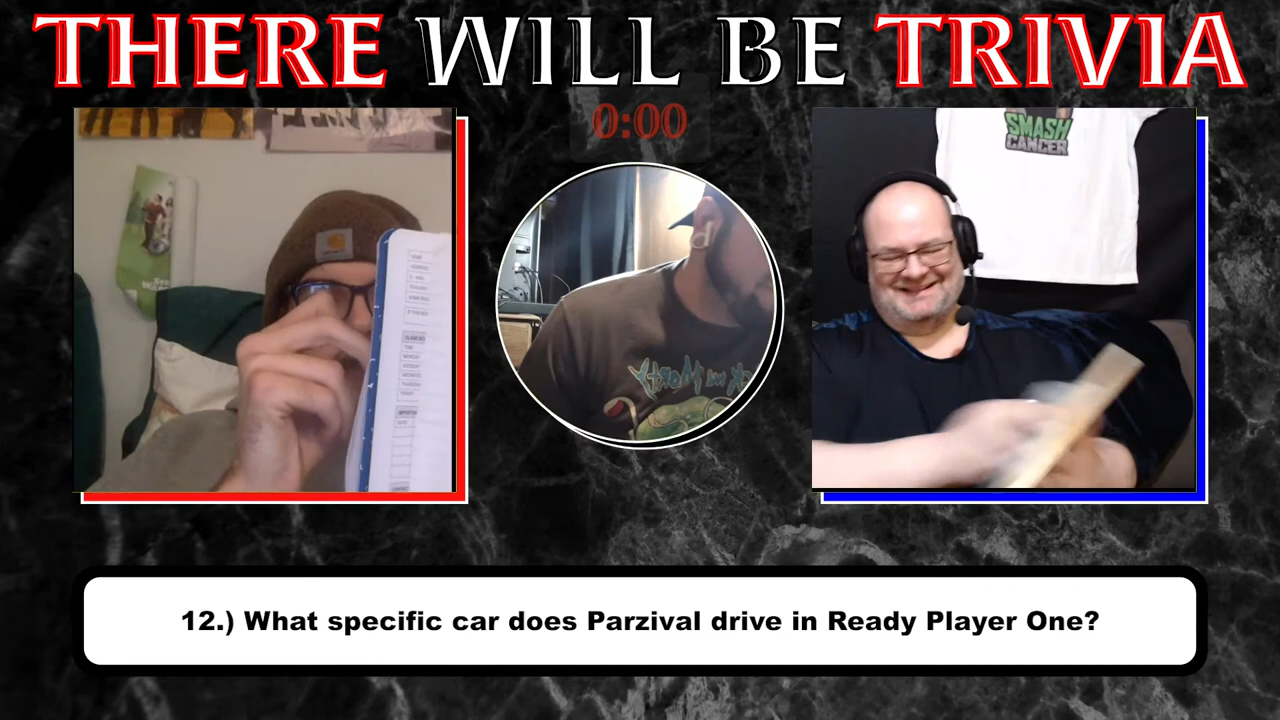 THERE WILL BE TRIVIA
0:00
SMASH
CANCER
12.) What specific car does Parzival drive in Ready Player One?